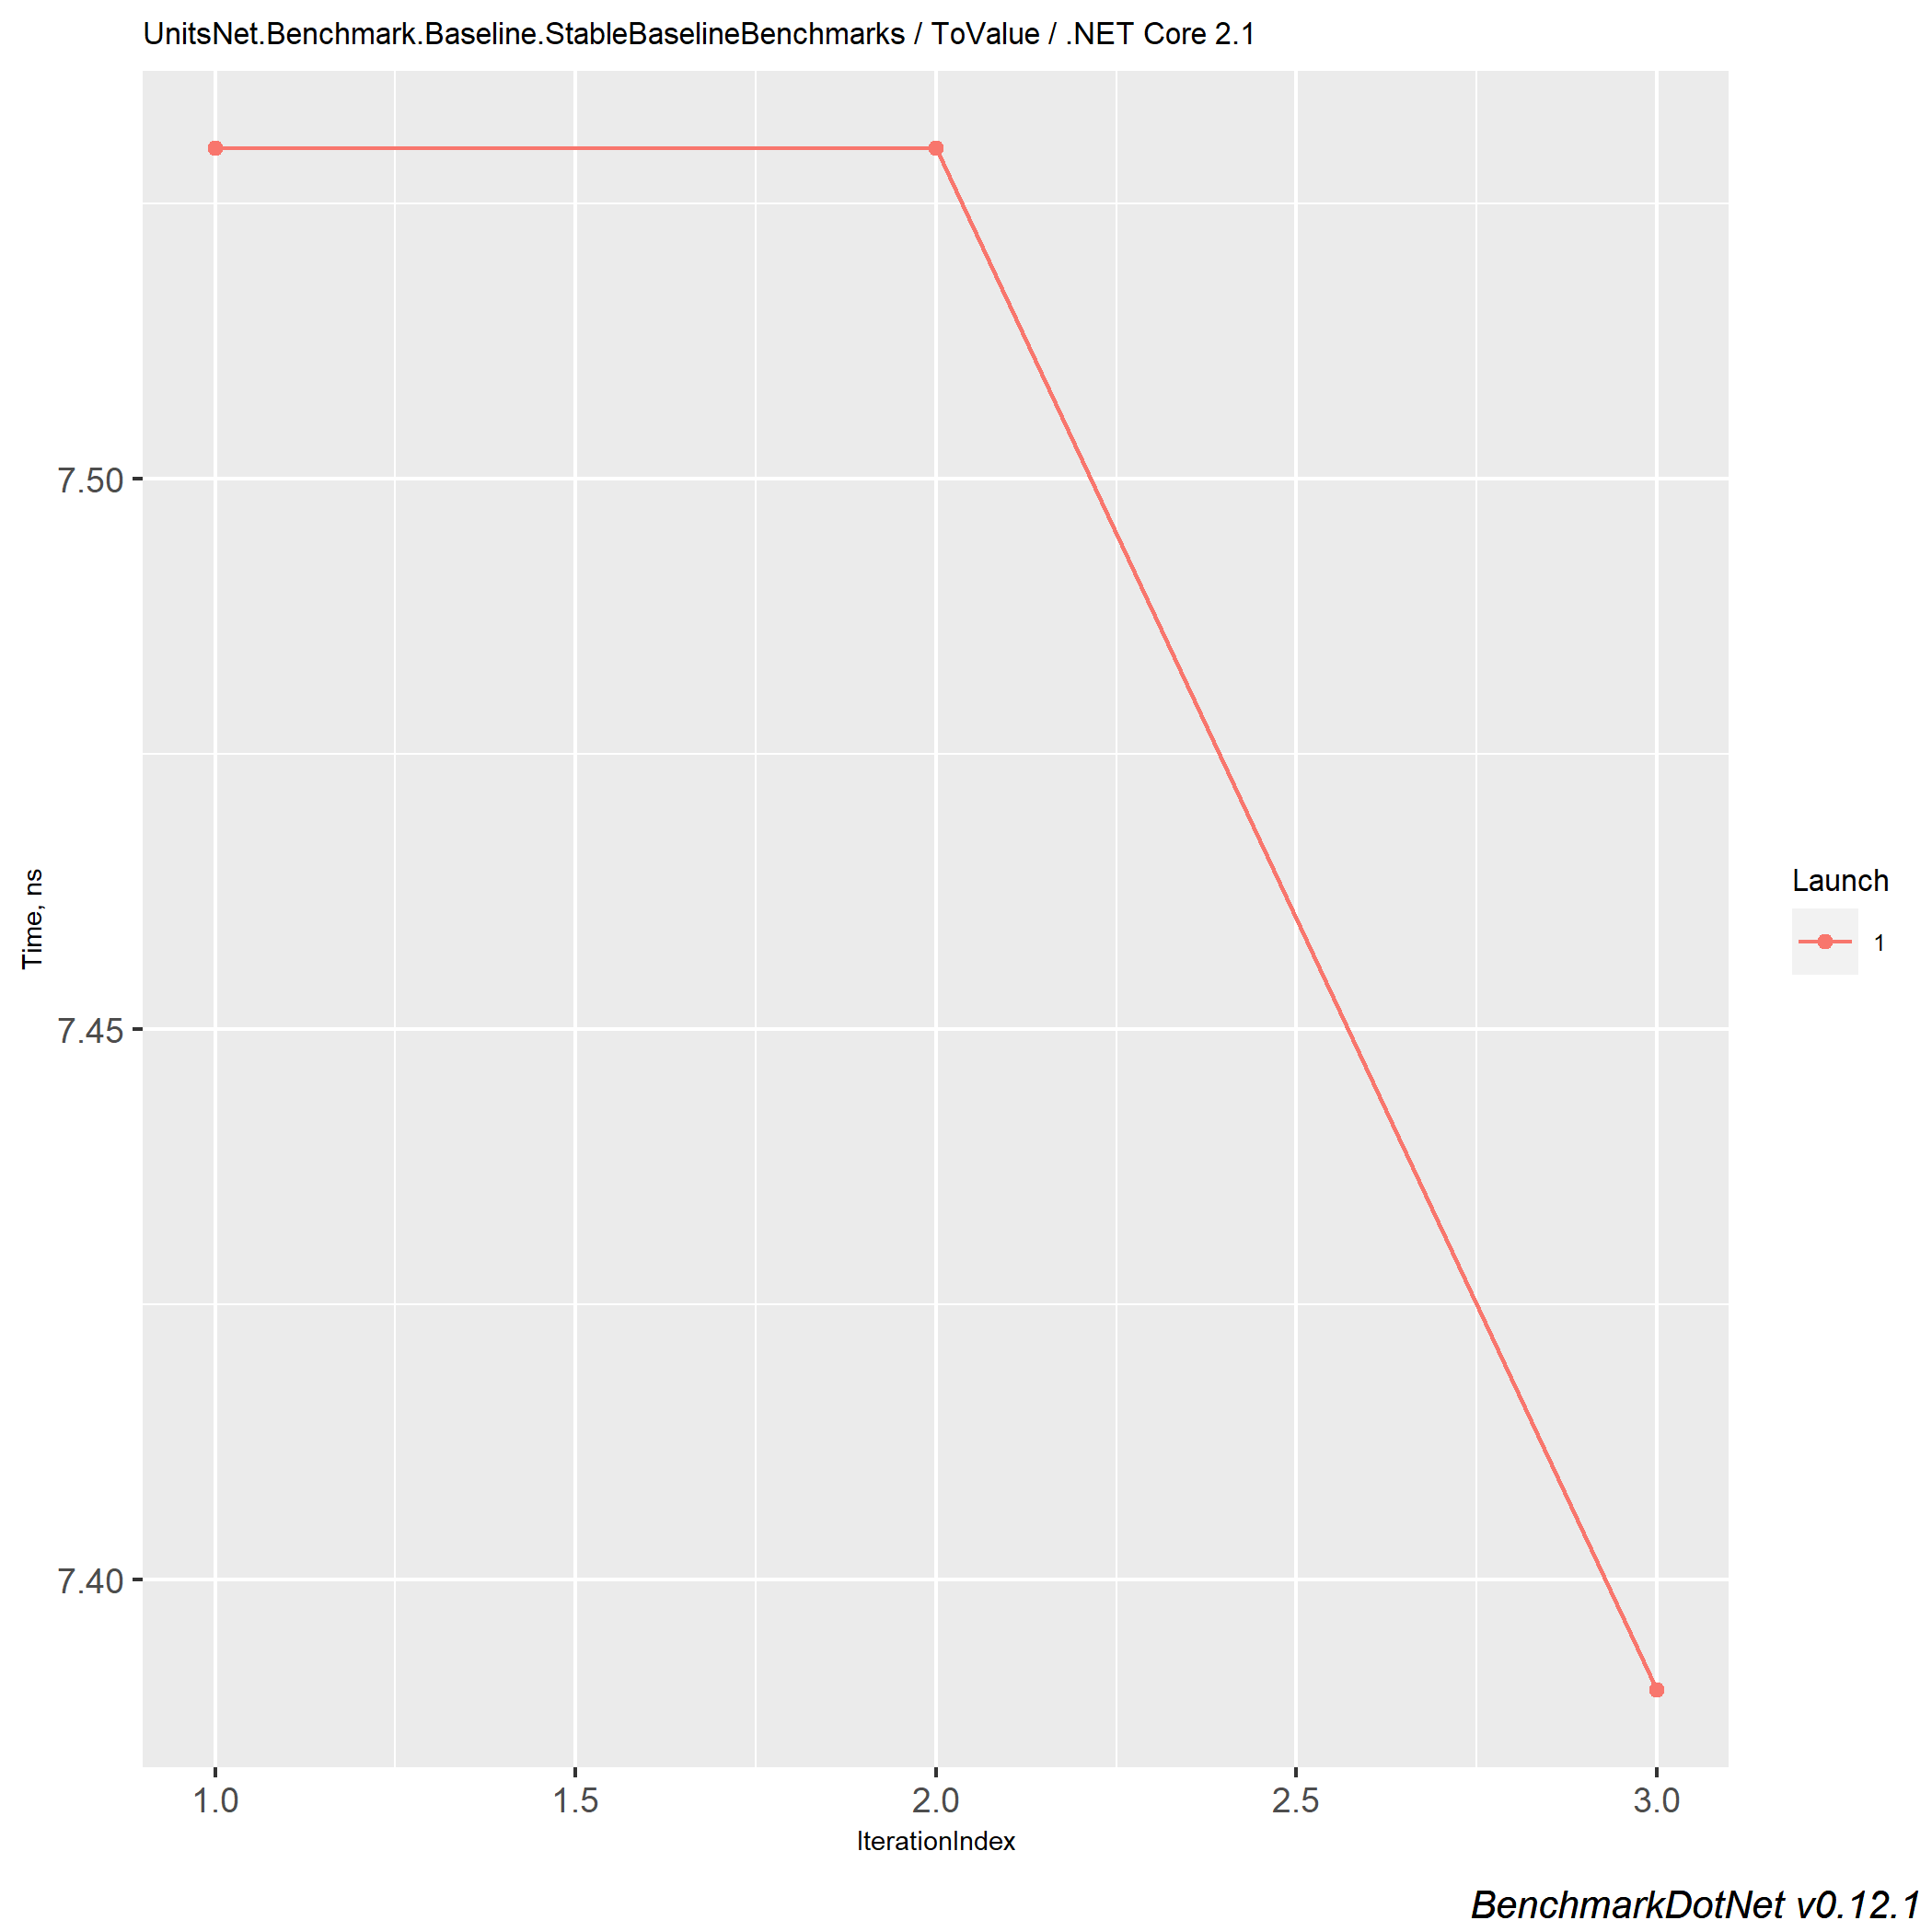 UnitsNet.Benchmark.Baseline.StableBaselineBenchmarks / ToValue / .NET Core 2.1
7.50
7.45
7.40
Time, ns
1.0 1.5 2.0 2.5 3.0
IterationIndex
Launch
1
BenchmarkDotNet v0.12.1